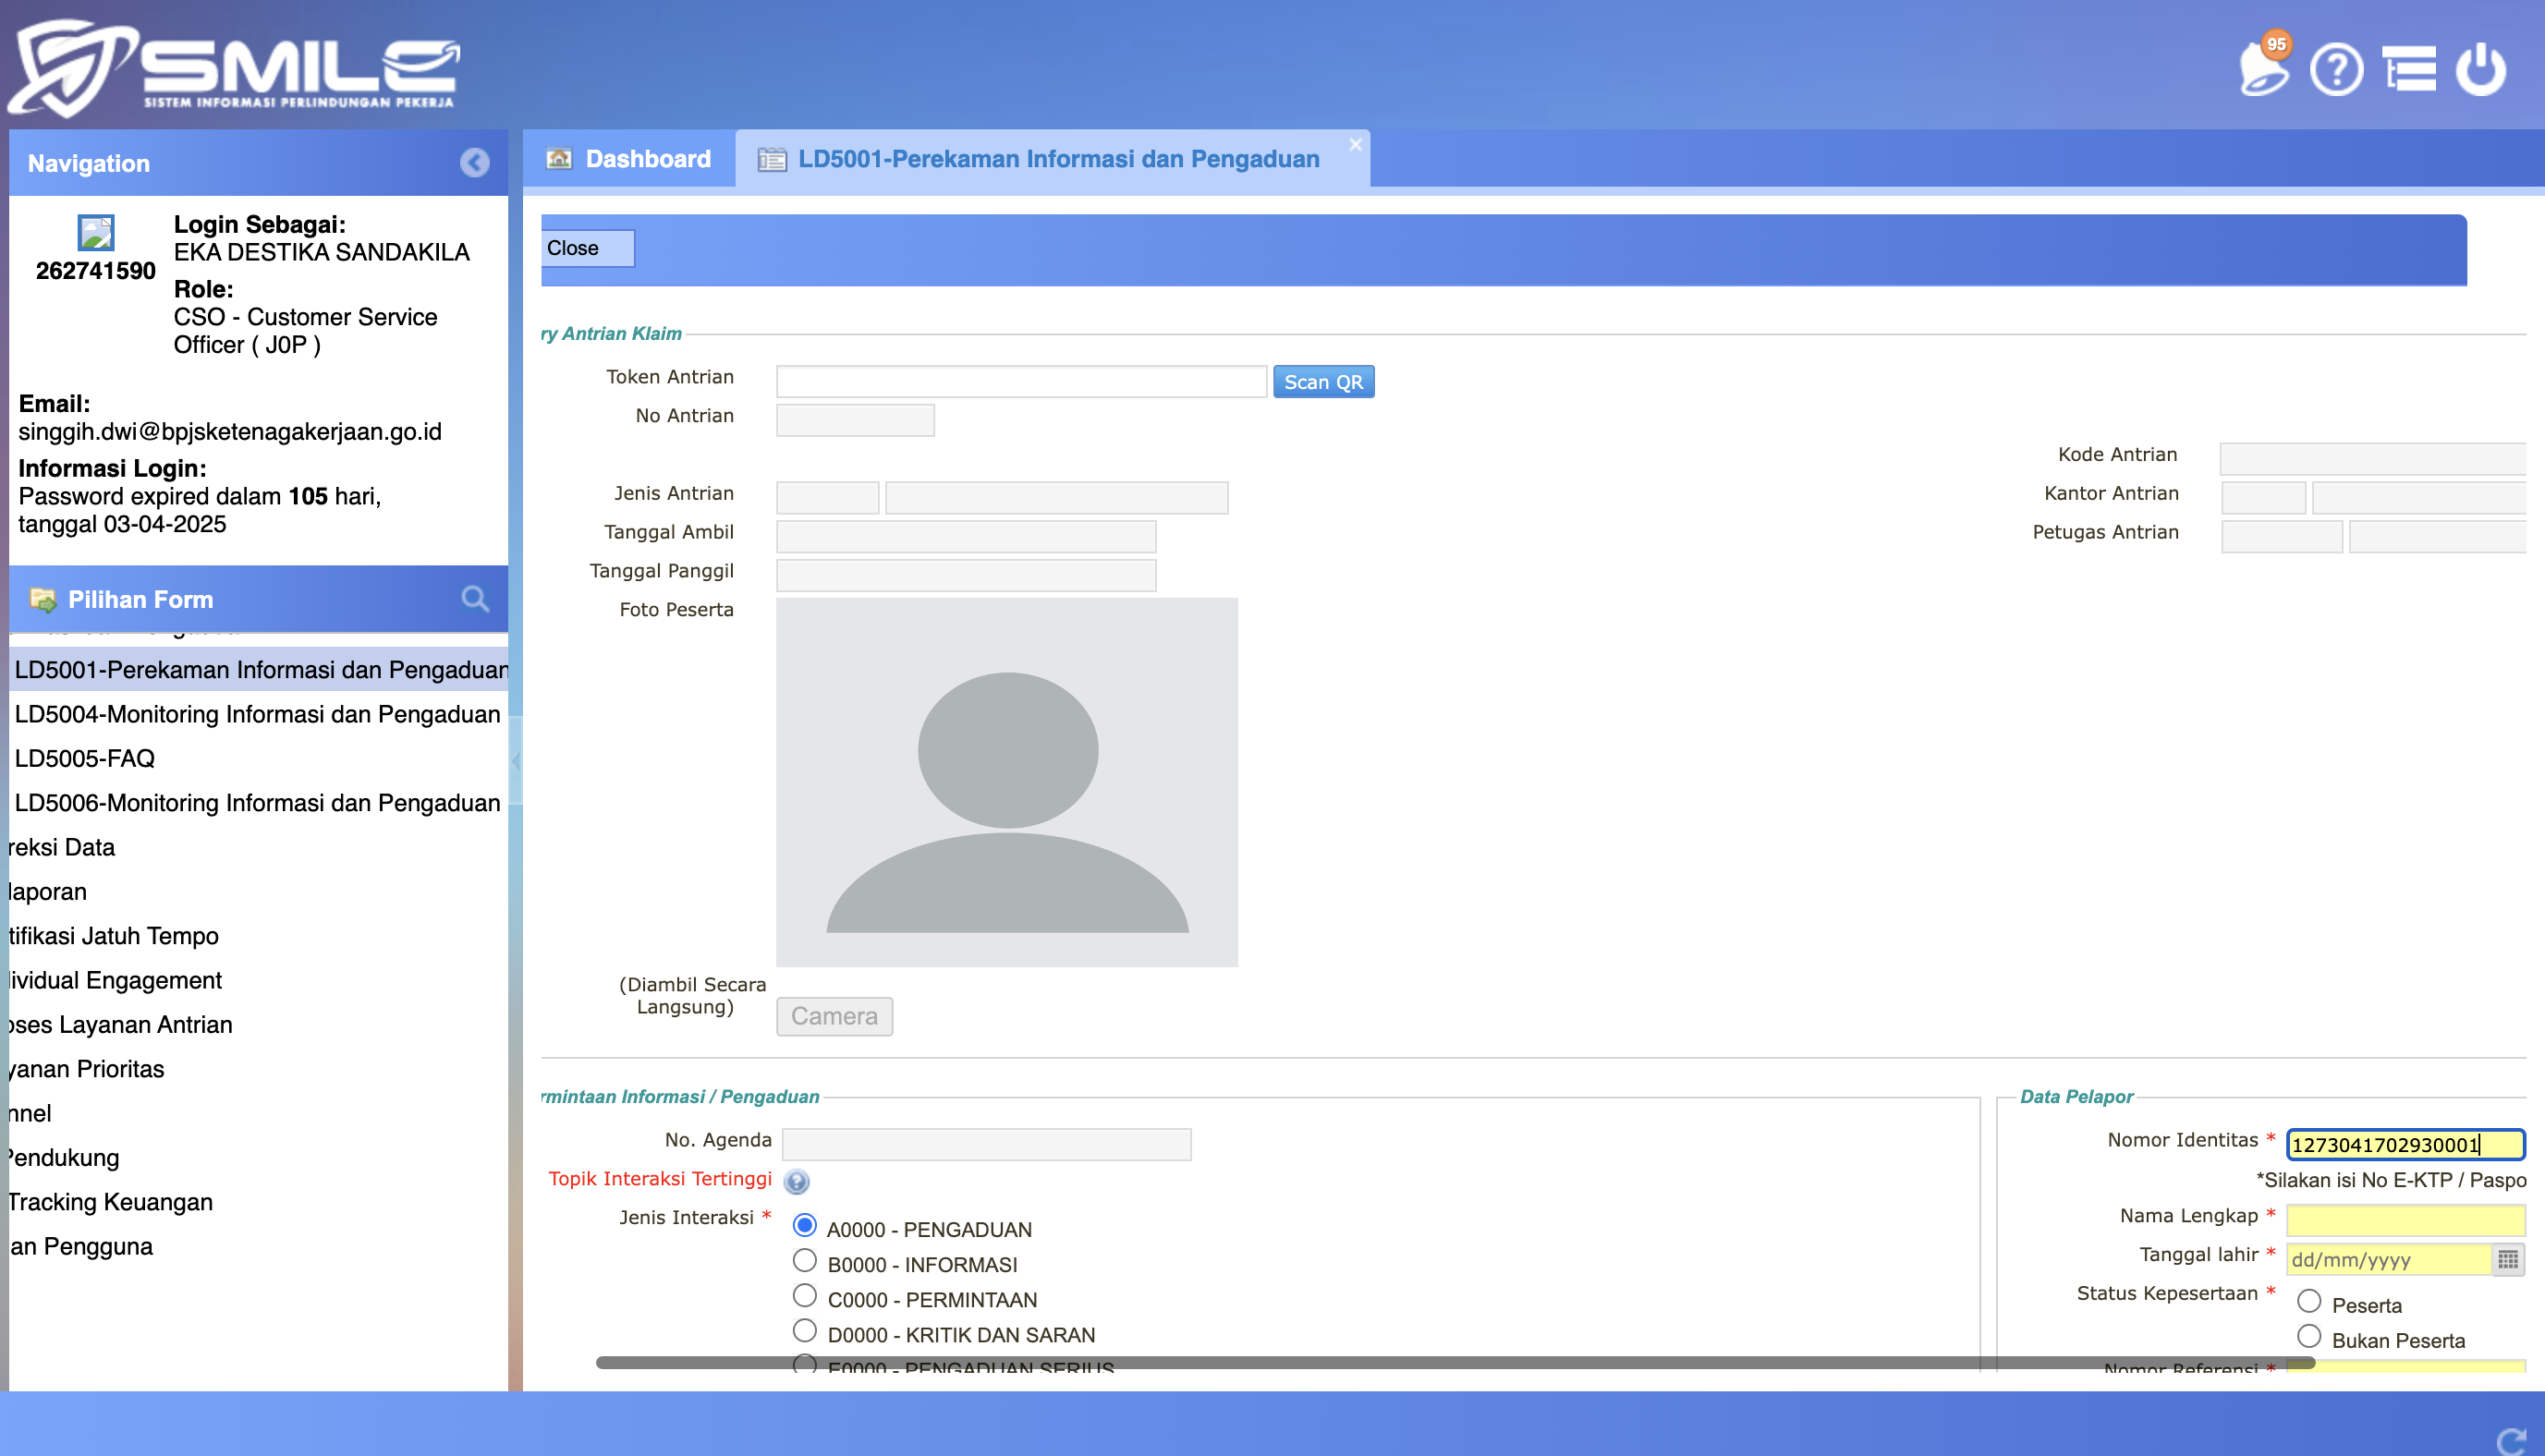 SMILE
SISTEM INFORMASI PERLINDUNGAN PEKERJA
95
Navigation
Login Sebagai:
EKA DESTIKA SANDAKILA
262741590
Role:
CSO - Customer Service
Officer ( J0P )
Email:
singgih.dwi@bpjsketenagakerjaan.go.id
Informasi Login:
Password expired dalam 105 hari,
tanggal 03-04-2025
Pilihan Form
LD5001-Perekaman Informasi dan Pengaduan
LD5004-Monitoring Informasi dan Pengaduan
LD5005-FAQ
LD5006-Monitoring Informasi dan Pengaduan
reksi Data
laporan
tifikasi Jatuh Tempo
lividual Engagement
oses Layanan Antrian
yanan Prioritas
nnel
Pendukung
Tracking Keuangan
an Pengguna
Dashboard
LD5001-Perekaman Informasi dan Pengaduan
Close
ry Antrian Klaim
Token Antrian
Scan QR
No Antrian
Kode Antrian
Jenis Antrian
Kantor Antrian
Tanggal Ambil
Petugas Antrian
Tanggal Panggil
Foto Peserta
(Diambil Secara
Langsung)
Camera
rmintaan Informasi / Pengaduan
No. Agenda
Topik Interaksi Tertinggi
Jenis Interaksi *
A0000 - PENGADUAN
B0000 - INFORMASI
C0000 - PERMINTAAN
D0000 - KRITIK DAN SARAN
E0000 - PENGADUAN SERIUS
Data Pelapor
Nomor Identitas * 1273041702930001
*Silakan isi No E-KTP / Paspo
Nama Lengkap *
Tanggal lahir * dd/mm/yyyy
Status Kepesertaan *
Peserta
Bukan Peserta
Nomor Referensi *